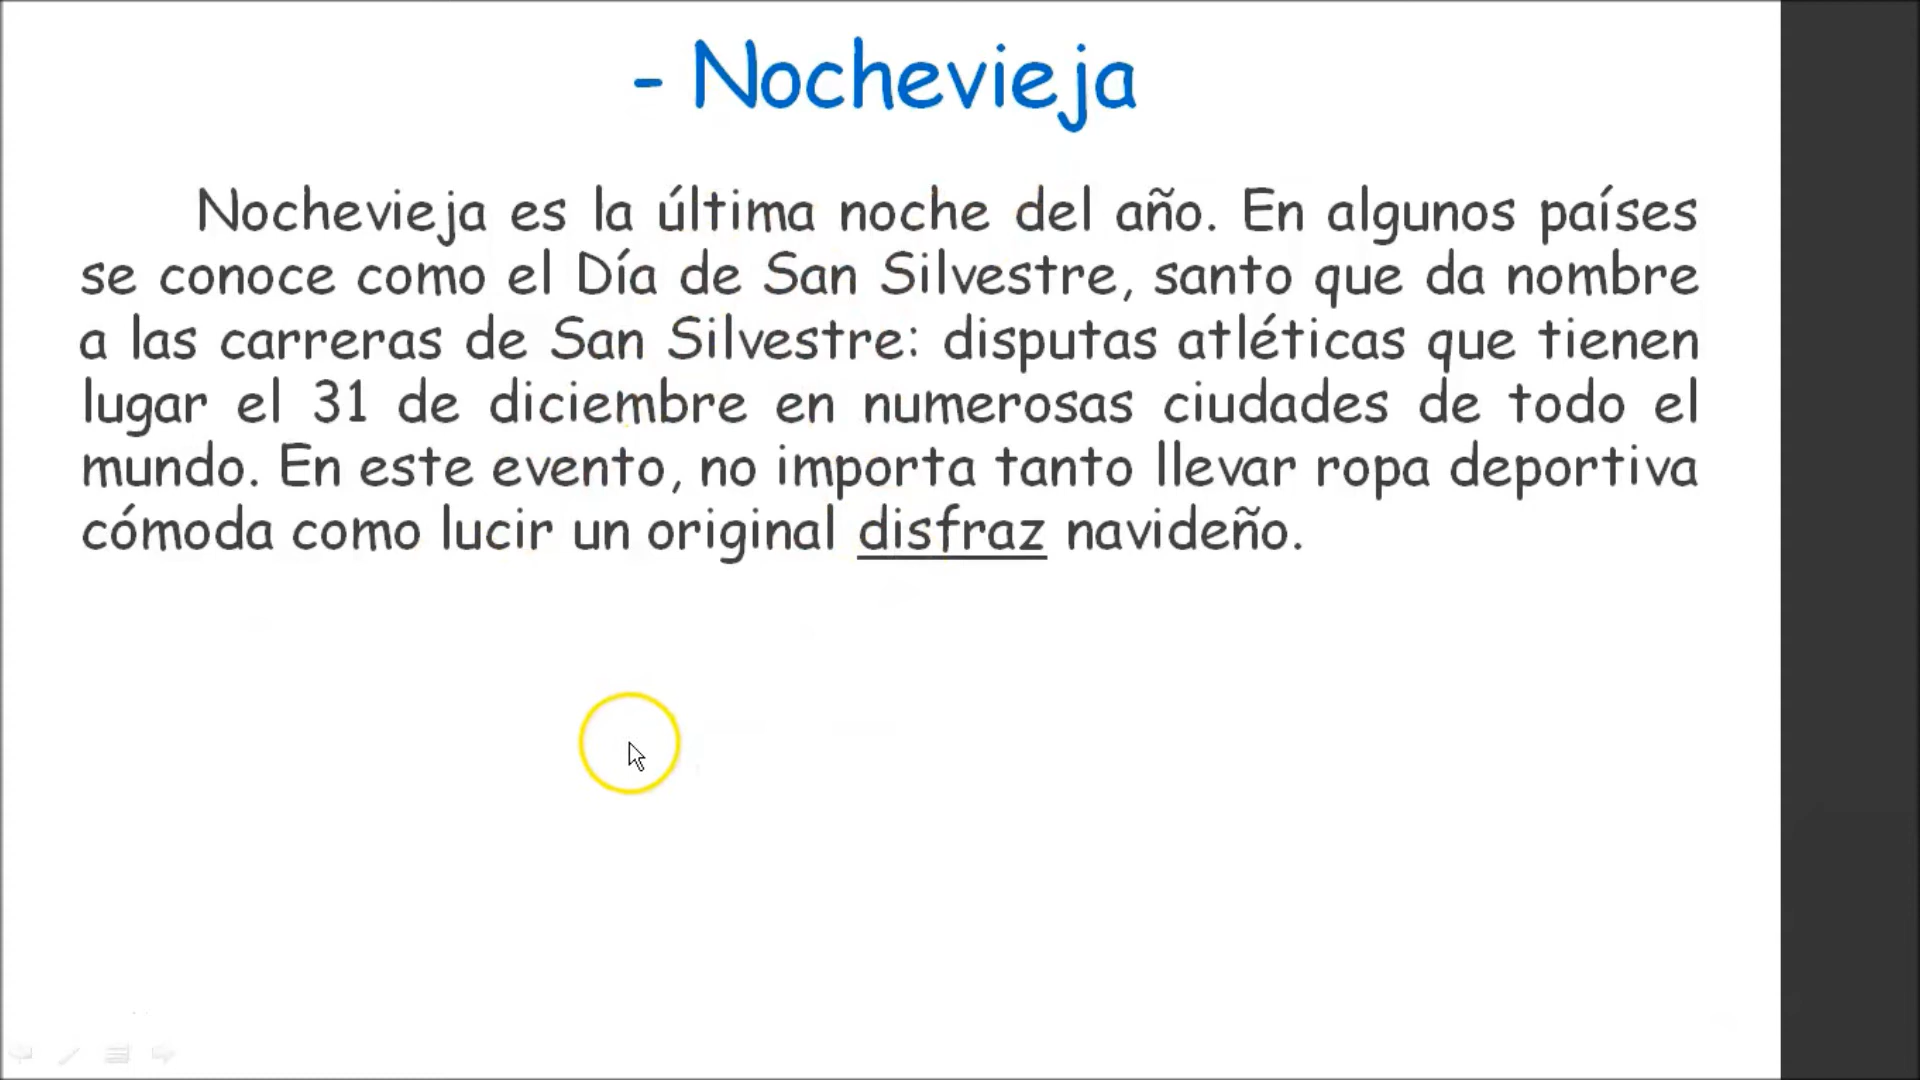 - Nochevieja
Nochevieja es la última noche del año. En algunos países
se conoce como el Día de San Silvestre, santo que da nombre
a las carreras de San Silvestre: disputas atléticas que tienen
lugar el 31 de diciembre en numerosas ciudades de todo el
mundo. En este evento, no importa tanto llevar ropa deportiva
cómoda como lucir un original disfraz navideño.